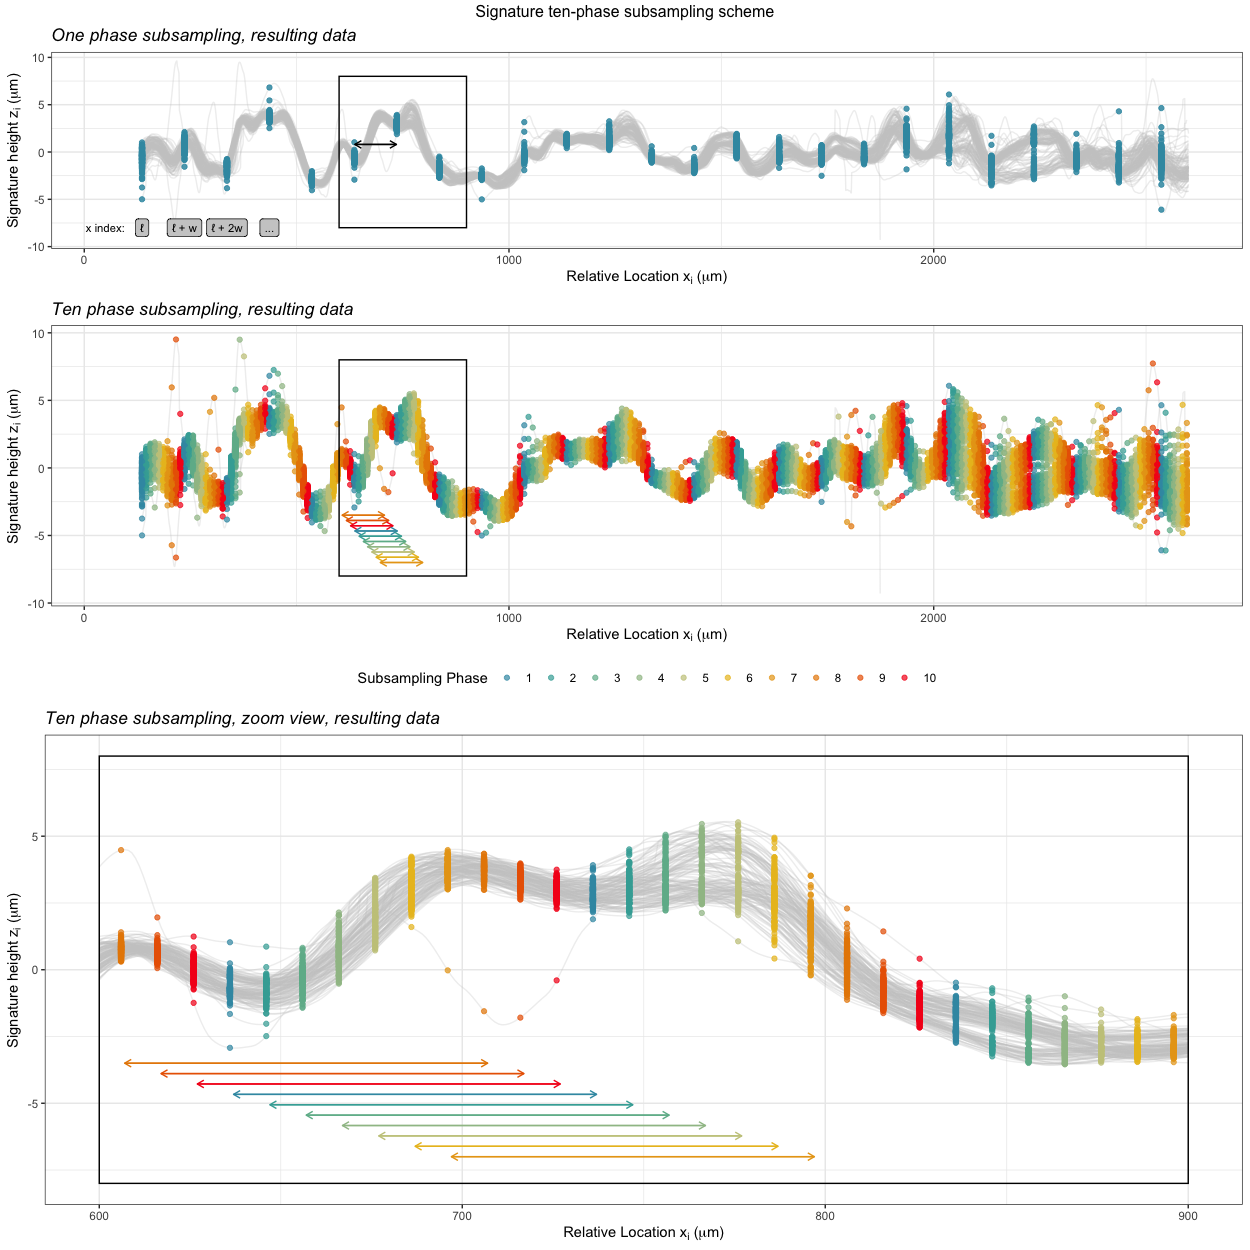 Signature ten-phase subsampling scheme
One phase subsampling, resulting data
Signature height zᵢ (μm)
10
5
0
-5
-10
x index:
ℓ
ℓ + w
ℓ + 2w
...
0
1000
2000
Relative Location xᵢ (μm)
Ten phase subsampling, resulting data
Signature height zᵢ (μm)
10
5
0
-5
-10
0
1000
2000
Relative Location xᵢ (μm)
Subsampling Phase 1 2 3 4 5 6 7 8 9 10
Ten phase subsampling, zoom view, resulting data
Signature height zᵢ (μm)
5
0
-5
600
700
800
900
Relative Location xᵢ (μm)